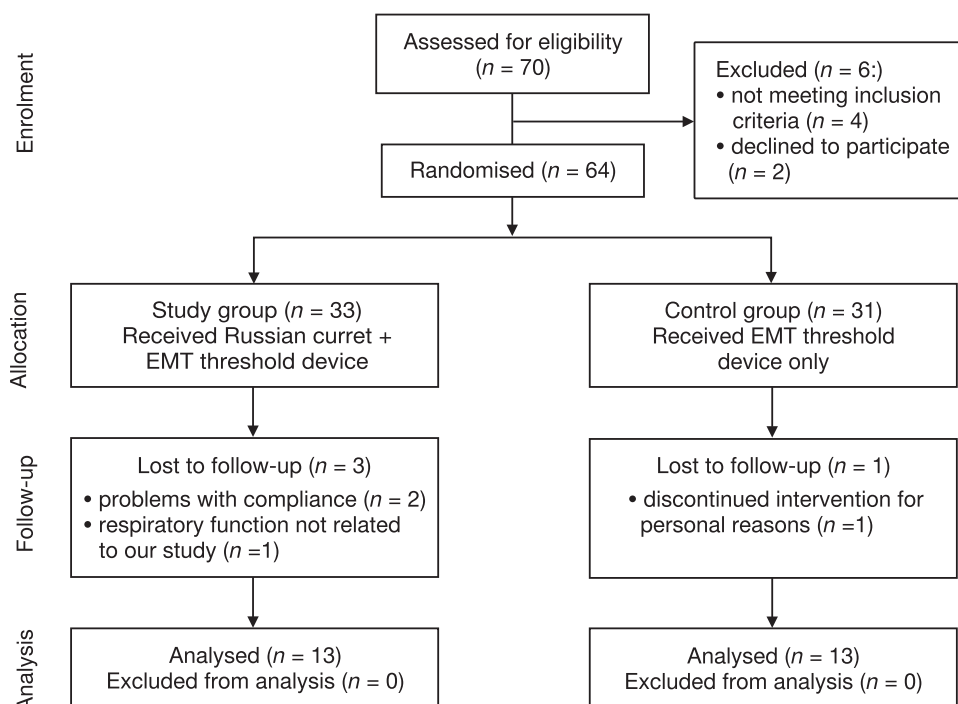 Enrolment
Assessed for eligibility
(n = 70)
Excluded (n = 6:)
• not meeting inclusion
criteria (n = 4)
• declined to participate
(n = 2)
Randomised (n = 64)
Allocation
Study group (n = 33)
Received Russian curret +
EMT threshold device
Control group (n = 31)
Received EMT threshold
device only
Follow-up
Lost to follow-up (n = 3)
• problems with compliance (n = 2)
• respiratory function not related
to our study (n =1)
Lost to follow-up (n = 1)
• discontinued intervention for
personal reasons (n =1)
Analysis
Analysed (n = 13)
Excluded from analysis (n = 0)
Analysed (n = 13)
Excluded from analysis (n = 0)